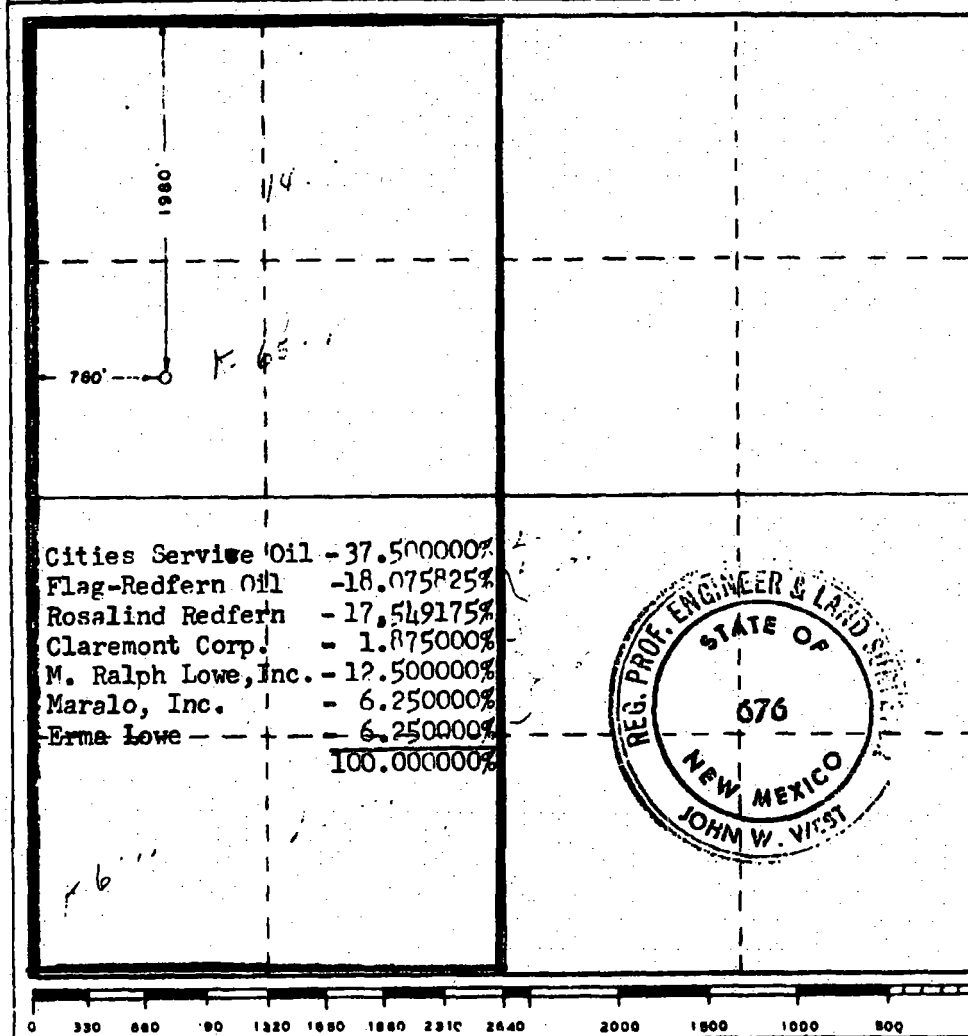 1980'
14
760'
Cities Service Oil - 37.500000%
Flag-Redfern Oil -18.075825%
Rosalind Redfern - 17,549175%
Claremont Corp. - 1.875000%
M. Ralph Lowe, Inc. - 12.500000%
Maralo, Inc. - 6.250000%
Erma Lowe - 6.250000%
100.000000%
REG. PROF. ENGINEER & LAND
STATE OF
676
NEW MEXICO
JOHN W. WEST
0 330 660 '90 1320 1650 1980 2310 2640 2000 1500 1000 500